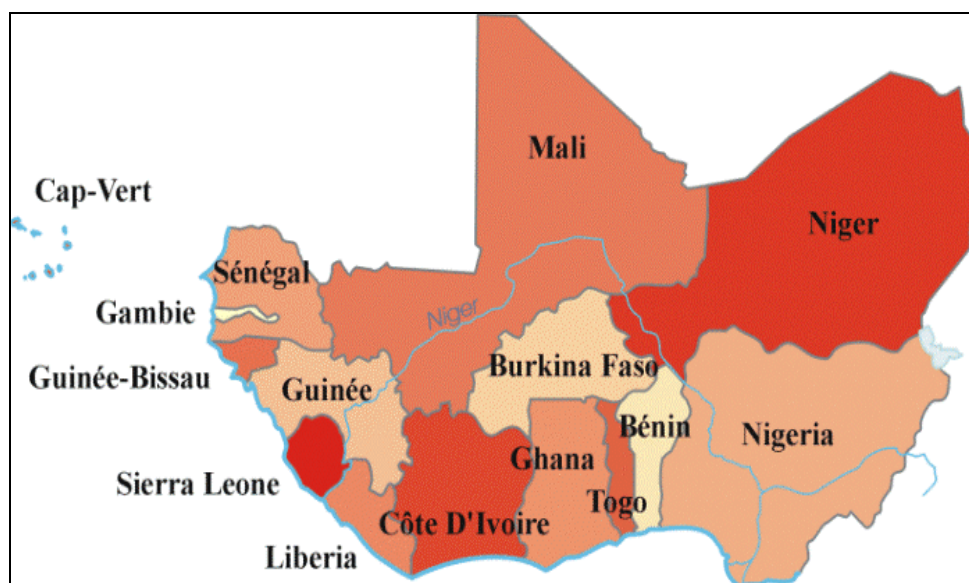 Mali
Cap-Vert
Niger
Sénégal
Gambie
Niger
Burkina Faso
Guinée-Bissau
Guinée
Bénin
Nigeria
Ghana
Sierra Leone
Togo
Côte D'Ivoire
Liberia